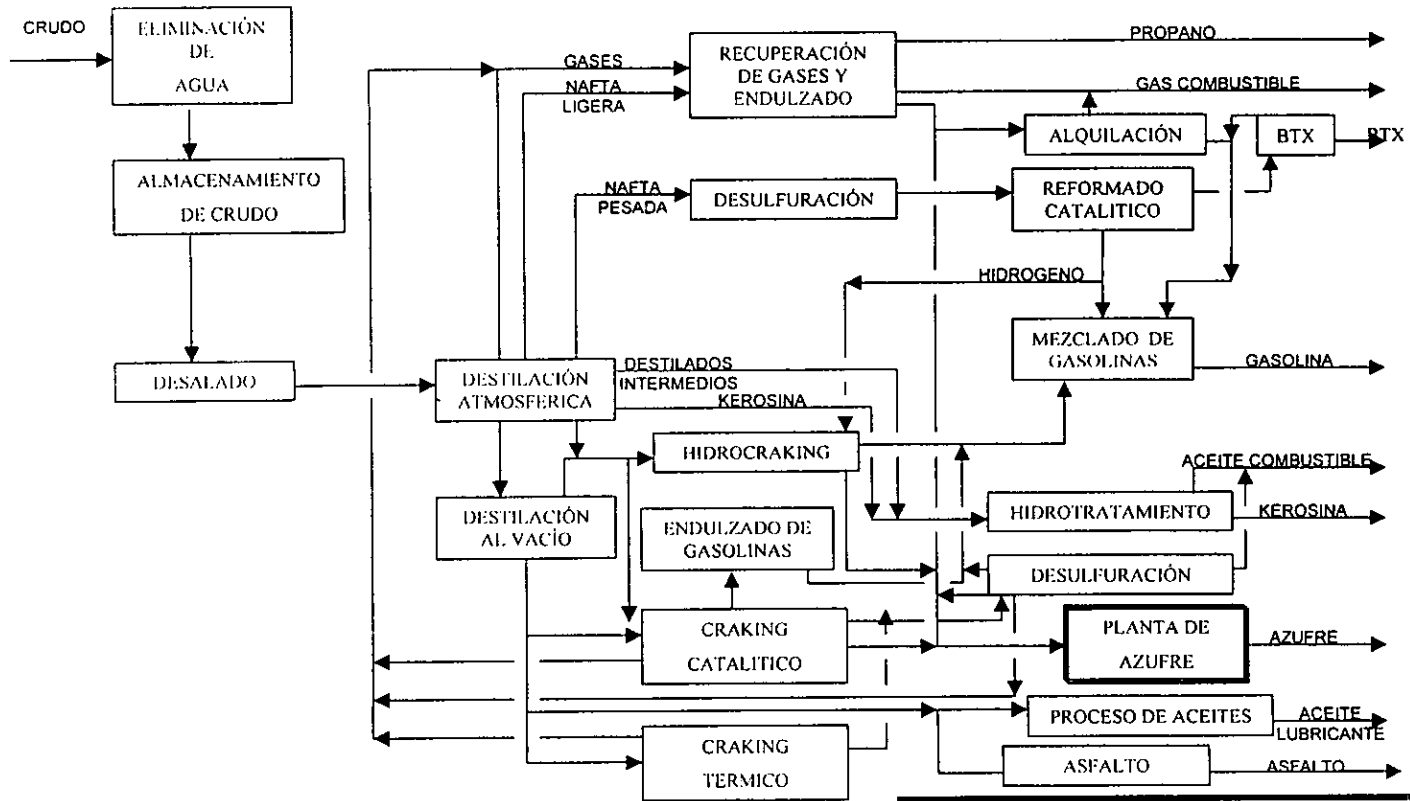 CRUDO
ELIMINACIÓN
DE
AGUA
ALMACENAMIENTO
DE CRUDO
DESALADO
GASES
NAFTA
LIGERA
RECUPERACIÓN
DE GASES Y
ENDULZADO
PROPANO
GAS COMBUSTIBLE
ALQUILACIÓN
BTX
BTX
NAFTA
PESADA
DESULFURACIÓN
REFORMADO
CATALITICO
HIDROGENO
MEZCLADO DE
GASOLINAS
GASOLINA
DESTILACIÓN
ATMOSFERICA
DESTILADOS
INTERMEDIOS
KEROSINA
HIDROCRAKING
ACEITE COMBUSTIBLE
DESTILACIÓN
AL VACÍO
ENDULZADO DE
GASOLINAS
HIDROTRATAMIENTO
KEROSINA
DESULFURACIÓN
CRAKING
CATALITICO
PLANTA DE
AZUFRE
AZUFRE
PROCESO DE ACEITES
ACEITE
LUBRICANTE
CRAKING
TERMICO
ASFALTO
ASFALTO